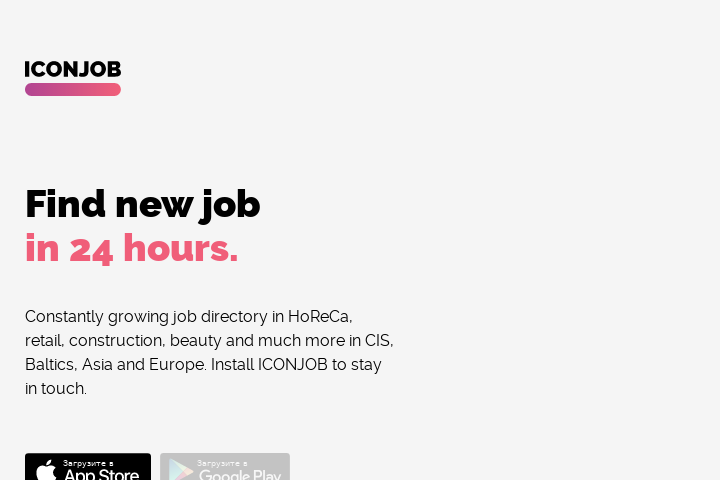 ICONJOB
Find new job
in 24 hours.
Constantly growing job directory in HoReCa,
retail, construction, beauty and much more in CIS,
Baltics, Asia and Europe. Install ICONJOB to stay
in touch.
Загрузите в
App Store
Загрузите в
Google Play